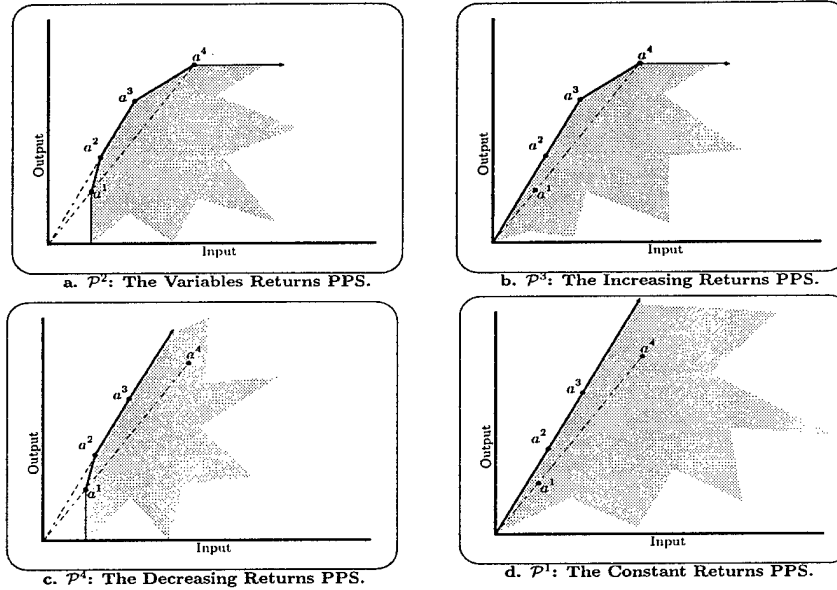 a⁴
a³
a²
a¹
Output
Input
a. 𝒫²: The Variables Returns PPS.
a⁴
a³
a²
a¹
Output
Input
b. 𝒫³: The Increasing Returns PPS.
a⁴
a³
a²
a¹
Output
Input
c. 𝒫⁴: The Decreasing Returns PPS.
a⁴
a³
a²
a¹
Output
Input
d. 𝒫¹: The Constant Returns PPS.